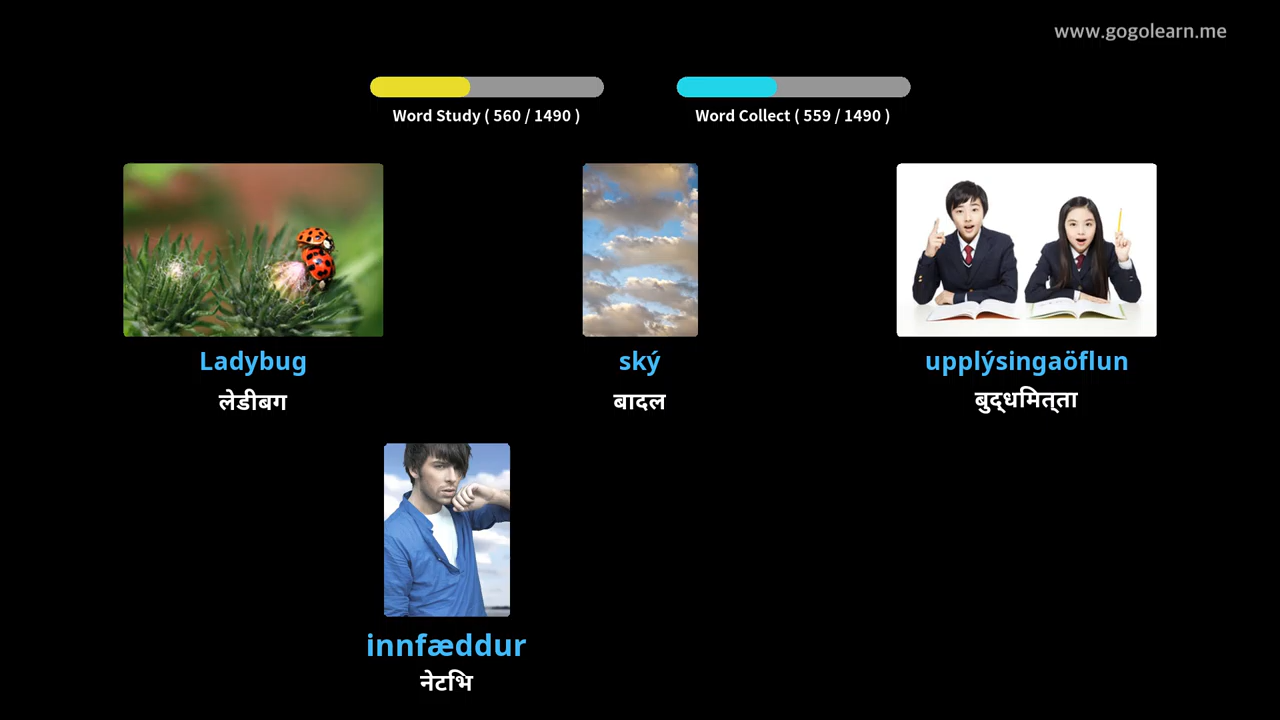 www.gogolearn.me
Word Study ( 560 / 1490 )
Word Collect ( 559 / 1490 )
Ladybug
लेडीबग
ský
बादल
upplýsingaöflun
बुद्धमित्ता
innfæddur
नेटभि